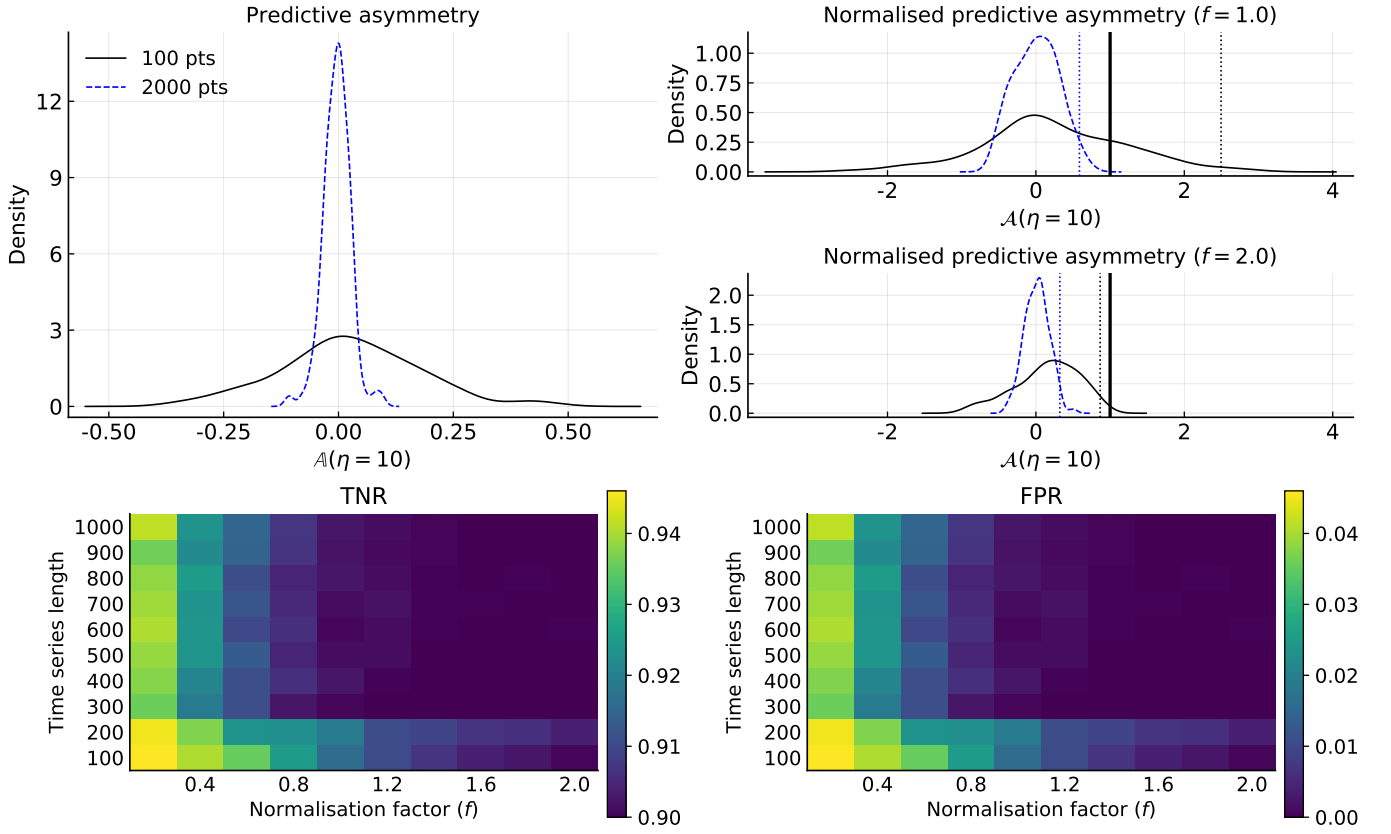 Predictive asymmetry
Density
12
9
6
3
0
100 pts
2000 pts
-0.50 -0.25 0.00 0.25 0.50
𝔸(η = 10)
Normalised predictive asymmetry (f = 1.0)
Density
1.00
0.75
0.50
0.25
0.00
-2 0 2 4
𝒜(η = 10)
Normalised predictive asymmetry (f = 2.0)
Density
2.0
1.5
1.0
0.5
0.0
-2 0 2 4
𝒜(η = 10)
TNR
Time series length
1000
900
800
700
600
500
400
300
200
100
0.4 0.8 1.2 1.6 2.0
Normalisation factor (f)
0.94
0.93
0.92
0.91
0.90
FPR
Time series length
1000
900
800
700
600
500
400
300
200
100
0.4 0.8 1.2 1.6 2.0
Normalisation factor (f)
0.04
0.03
0.02
0.01
0.00